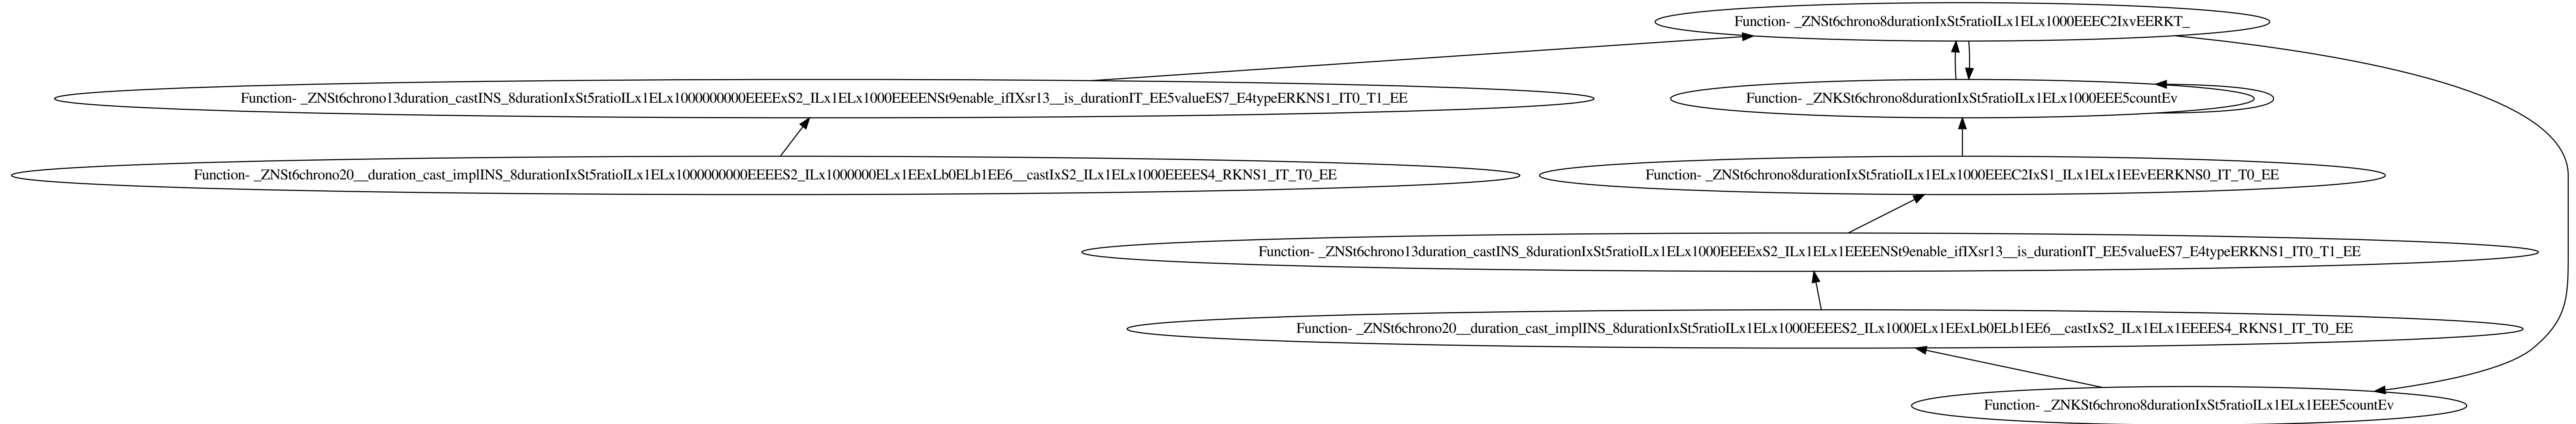 Function- _ZNSt6chrono8durationIxSt5ratioILx1ELx1000EEEC2IxvEERKT_
Function- _ZNSt6chrono13duration_castINS_8durationIxSt5ratioILx1ELx1000000000EEEExS2_ILx1ELx1000EEEENSt9enable_ifIXsr13__is_durationIT_EE5valueES7_E4typeERKNS1_IT0_T1_EE
Function- _ZNKSt6chrono8durationIxSt5ratioILx1ELx1000EEE5countEv
Function- _ZNSt6chrono20__duration_cast_implINS_8durationIxSt5ratioILx1ELx1000000000EEEES2_ILx1000000ELx1EExLb0ELb1EE6__castIxS2_ILx1ELx1000EEEES4_RKNS1_IT_T0_EE
Function- _ZNSt6chrono8durationIxSt5ratioILx1ELx1000EEEC2IxS1_ILx1ELx1EEvEERKNS0_IT_T0_EE
Function- _ZNSt6chrono13duration_castINS_8durationIxSt5ratioILx1ELx1000EEEExS2_ILx1ELx1EEEENSt9enable_ifIXsr13__is_durationIT_EE5valueES7_E4typeERKNS1_IT0_T1_EE
Function- _ZNSt6chrono20__duration_cast_implINS_8durationIxSt5ratioILx1ELx1000EEEES2_ILx1000ELx1EExLb0ELb1EE6__castIxS2_ILx1ELx1EEEES4_RKNS1_IT_T0_EE
Function- _ZNKSt6chrono8durationIxSt5ratioILx1ELx1EEE5countEv